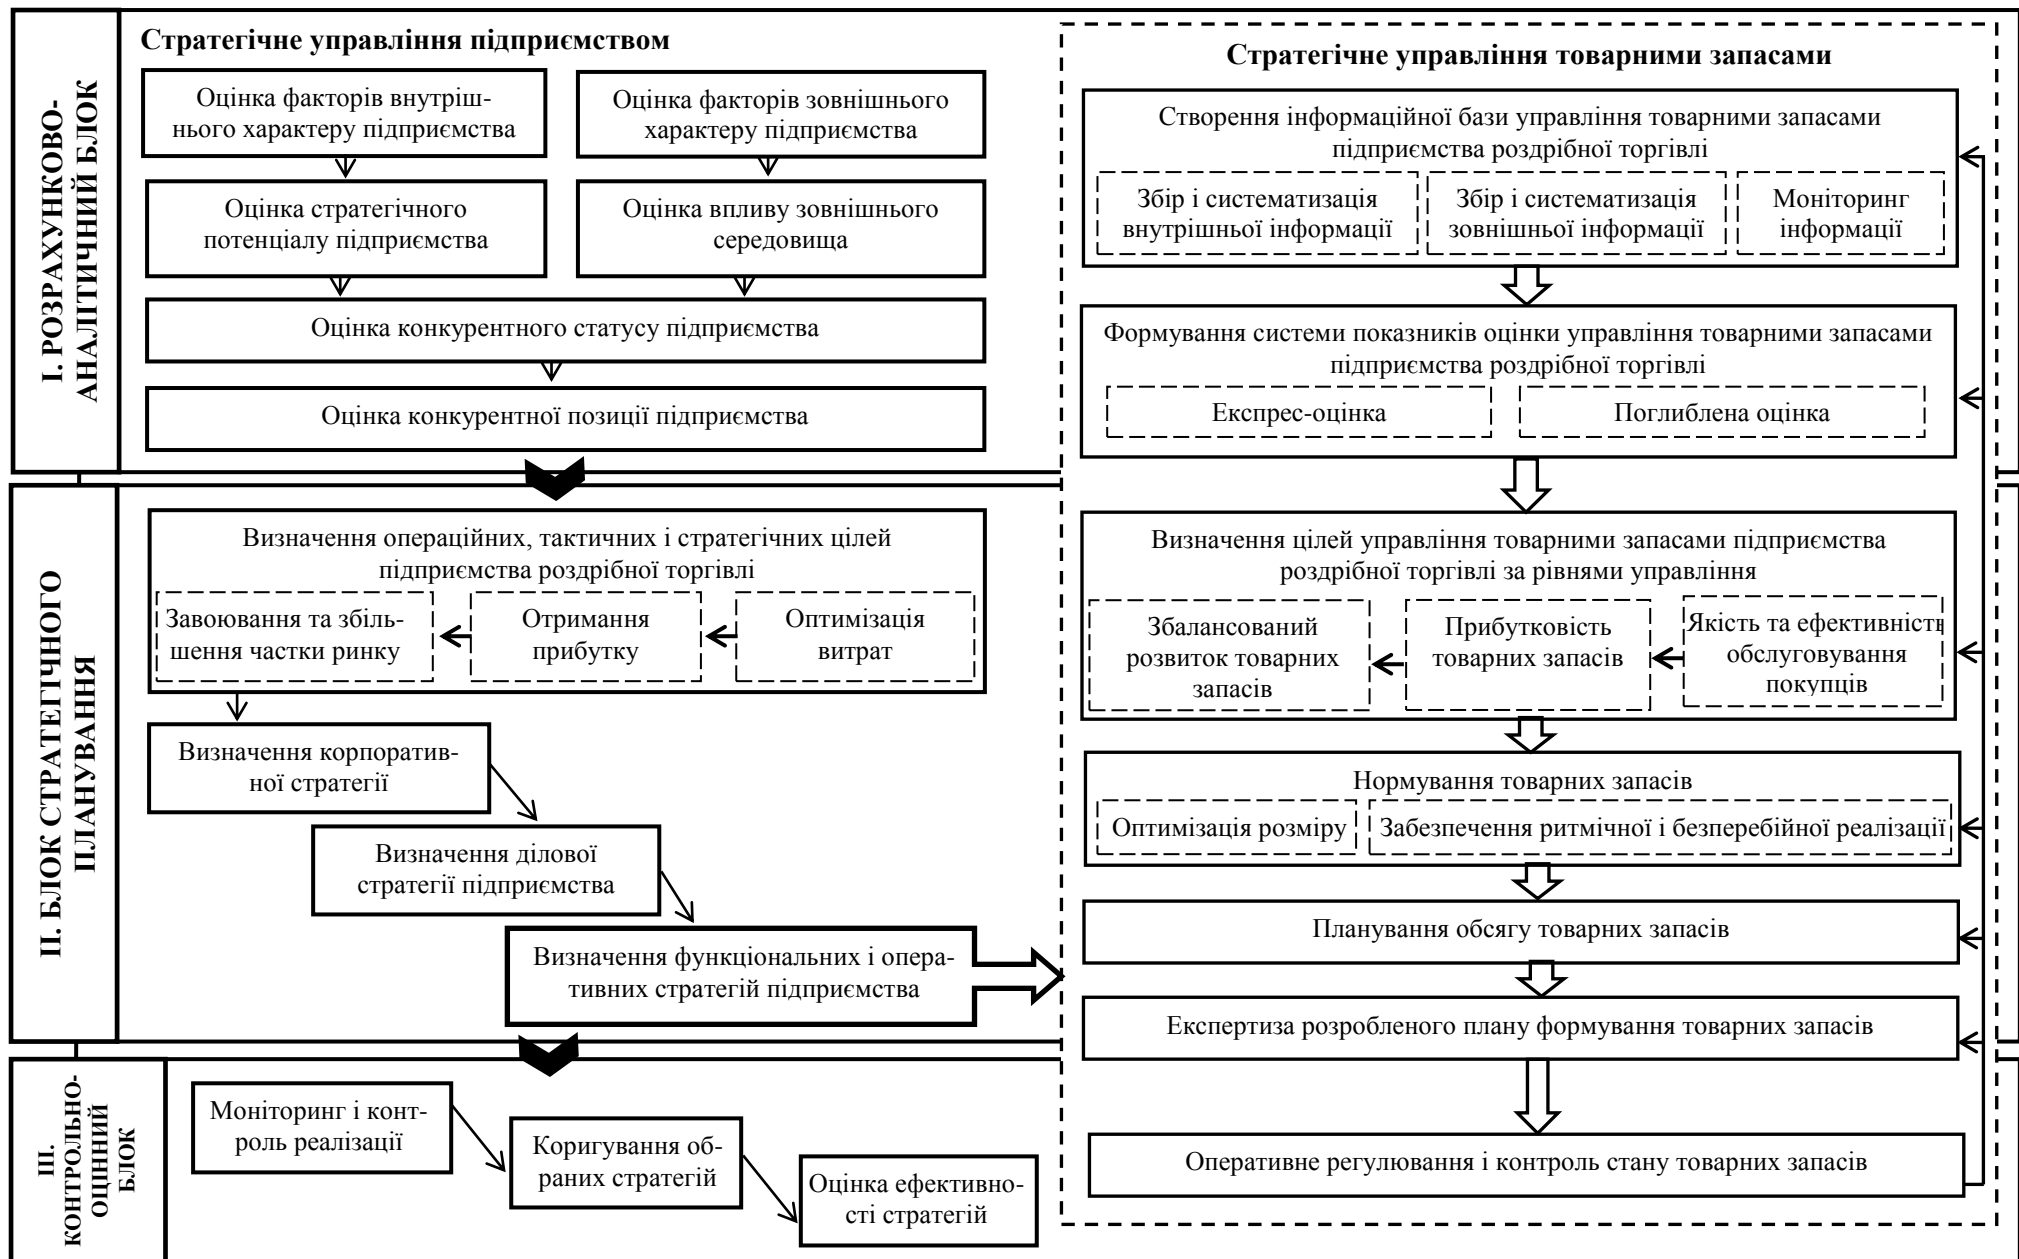 І. РОЗРАХУНКОВО-
АНАЛІТИЧНИЙ БЛОК
Стратегічне управління підприємством
Оцінка факторів внутріш-
нього характеру підприємства
Оцінка факторів зовнішнього
характеру підприємства
Оцінка стратегічного
потенціалу підприємства
Оцінка впливу зовнішнього
середовища
Оцінка конкурентного статусу підприємства
Оцінка конкурентної позиції підприємства
ІІ. БЛОК СТРАТЕГІЧНОГО
ПЛАНУВАННЯ
Визначення операційних, тактичних і стратегічних цілей
підприємства роздрібної торгівлі
Завоювання та збіль-
шення частки ринку
Отримання
прибутку
Оптимізація
витрат
Визначення корпоратив-
ної стратегії
Визначення ділової
стратегії підприємства
Визначення функціональних і опера-
тивних стратегій підприємства
ІІІ.
КОНТРОЛЬНО-
ОЦІННИЙ
БЛОК
Моніторинг і конт-
роль реалізації
Коригування об-
раних стратегій
Оцінка ефективно-
сті стратегій
Стратегічне управління товарними запасами
Створення інформаційної бази управління товарними запасами
підприємства роздрібної торгівлі
Збір і систематизація
внутрішньої інформації
Збір і систематизація
зовнішньої інформації
Моніторинг
інформації
Формування системи показників оцінки управління товарними запасами
підприємства роздрібної торгівлі
Експрес-оцінка
Поглиблена оцінка
Визначення цілей управління товарними запасами підприємства
роздрібної торгівлі за рівнями управління
Збалансований
розвиток товарних
запасів
Прибутковість
товарних запасів
Якість та ефективність
обслуговування
покупців
Нормування товарних запасів
Оптимізація розміру
Забезпечення ритмічної і безперебійної реалізації
Планування обсягу товарних запасів
Експертиза розробленого плану формування товарних запасів
Оперативне регулювання і контроль стану товарних запасів